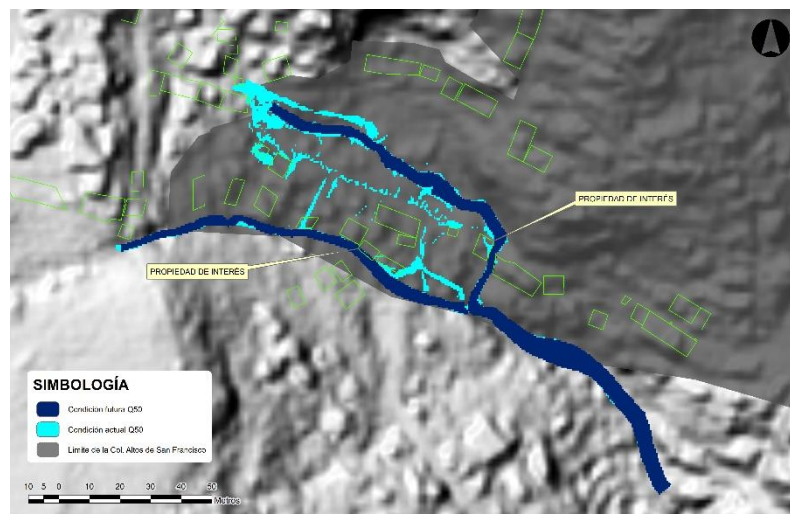 PROPIEDAD DE INTERÉS
PROPIEDAD DE INTERÉS
SIMBOLOGÍA
Condición futura Q50
Condición actual Q50
Límite de la Col. Altos de San Francisco
10 5 0 10 20 30 40 50
Metros